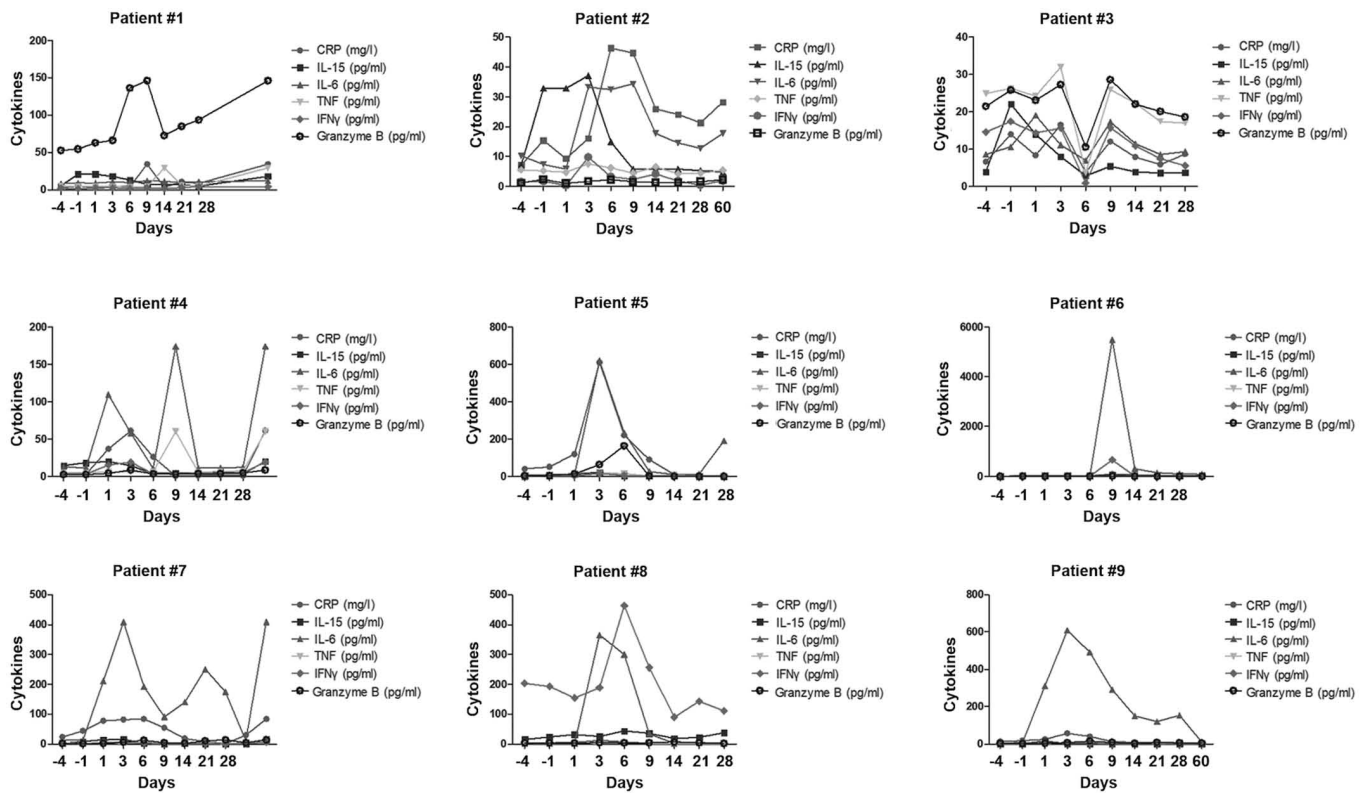 Patient #1
200
150
100
50
0
Cytokines
-4 -1 1 3 6 9 14 21 28
Days
CRP (mg/l)
IL-15 (pg/ml)
IL-6 (pg/ml)
TNF (pg/ml)
IFNγ (pg/ml)
Granzyme B (pg/ml)
Patient #2
50
40
30
20
10
0
Cytokines
-4 -1 1 3 6 9 14 21 28 60
Days
CRP (mg/l)
IL-15 (pg/ml)
IL-6 (pg/ml)
TNF (pg/ml)
IFNγ (pg/ml)
Granzyme B (pg/ml)
Patient #3
40
30
20
10
0
Cytokines
-4 -1 1 3 6 9 14 21 28
Days
CRP (mg/l)
IL-15 (pg/ml)
IL-6 (pg/ml)
TNF (pg/ml)
IFNγ (pg/ml)
Granzyme B (pg/ml)
Patient #4
200
150
100
50
0
Cytokines
-4 -1 1 3 6 9 14 21 28
Days
CRP (mg/l)
IL-15 (pg/ml)
IL-6 (pg/ml)
TNF (pg/ml)
IFNγ (pg/ml)
Granzyme B (pg/ml)
Patient #5
800
600
400
200
0
Cytokines
-4 -1 1 3 6 9 14 21 28
Days
CRP (mg/l)
IL-15 (pg/ml)
IL-6 (pg/ml)
TNF (pg/ml)
IFNγ (pg/ml)
Granzyme B (pg/ml)
Patient #6
6000
4000
2000
0
Cytokines
-4 -1 1 3 6 9 14 21 28
Days
CRP (mg/l)
IL-15 (pg/ml)
IL-6 (pg/ml)
TNF (pg/ml)
IFNγ (pg/ml)
Granzyme B (pg/ml)
Patient #7
500
400
300
200
100
0
Cytokines
-4 -1 1 3 6 9 14 21 28
Days
CRP (mg/l)
IL-15 (pg/ml)
IL-6 (pg/ml)
TNF (pg/ml)
IFNγ (pg/ml)
Granzyme B (pg/ml)
Patient #8
500
400
300
200
100
0
Cytokines
-4 -1 1 3 6 9 14 21 28
Days
CRP (mg/l)
IL-15 (pg/ml)
IL-6 (pg/ml)
TNF (pg/ml)
IFNγ (pg/ml)
Granzyme B (pg/ml)
Patient #9
800
600
400
200
0
Cytokines
-4 -1 1 3 6 9 14 21 28 60
Days
CRP (mg/l)
IL-15 (pg/ml)
IL-6 (pg/ml)
TNF (pg/ml)
IFNγ (pg/ml)
Granzyme B (pg/ml)